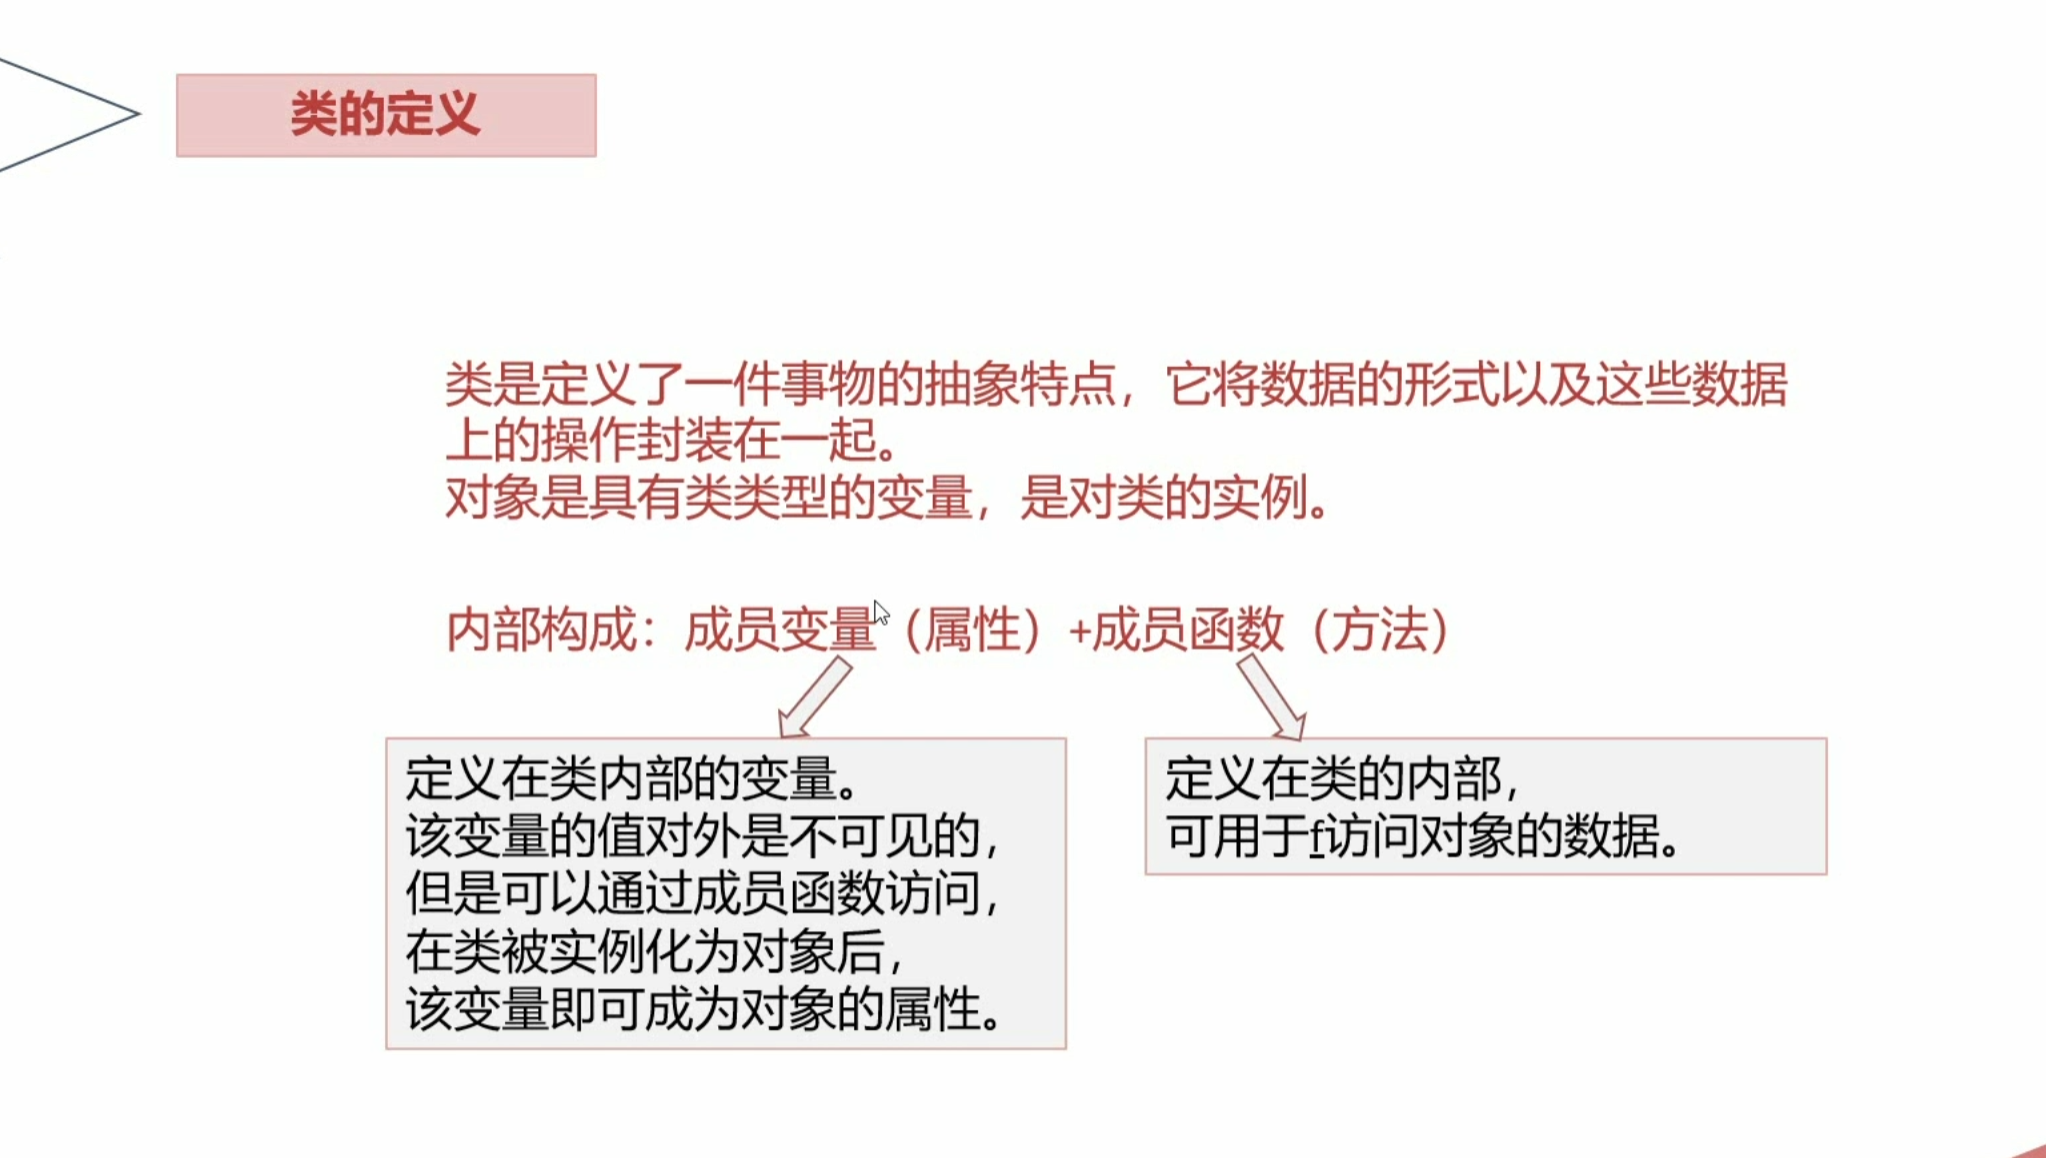 类的定义
类是定义了一件事物的抽象特点，它将数据的形式以及这些数据
上的操作封装在一起。
对象是具有类类型的变量，是对类的实例。
内部构成：成员变量（属性）+成员函数（方法）
定义在类内部的变量。
该变量的值对外是不可见的，
但是可以通过成员函数访问，
在类被实例化为对象后，
该变量即可成为对象的属性。
定义在类的内部，
可用于f访问对象的数据。